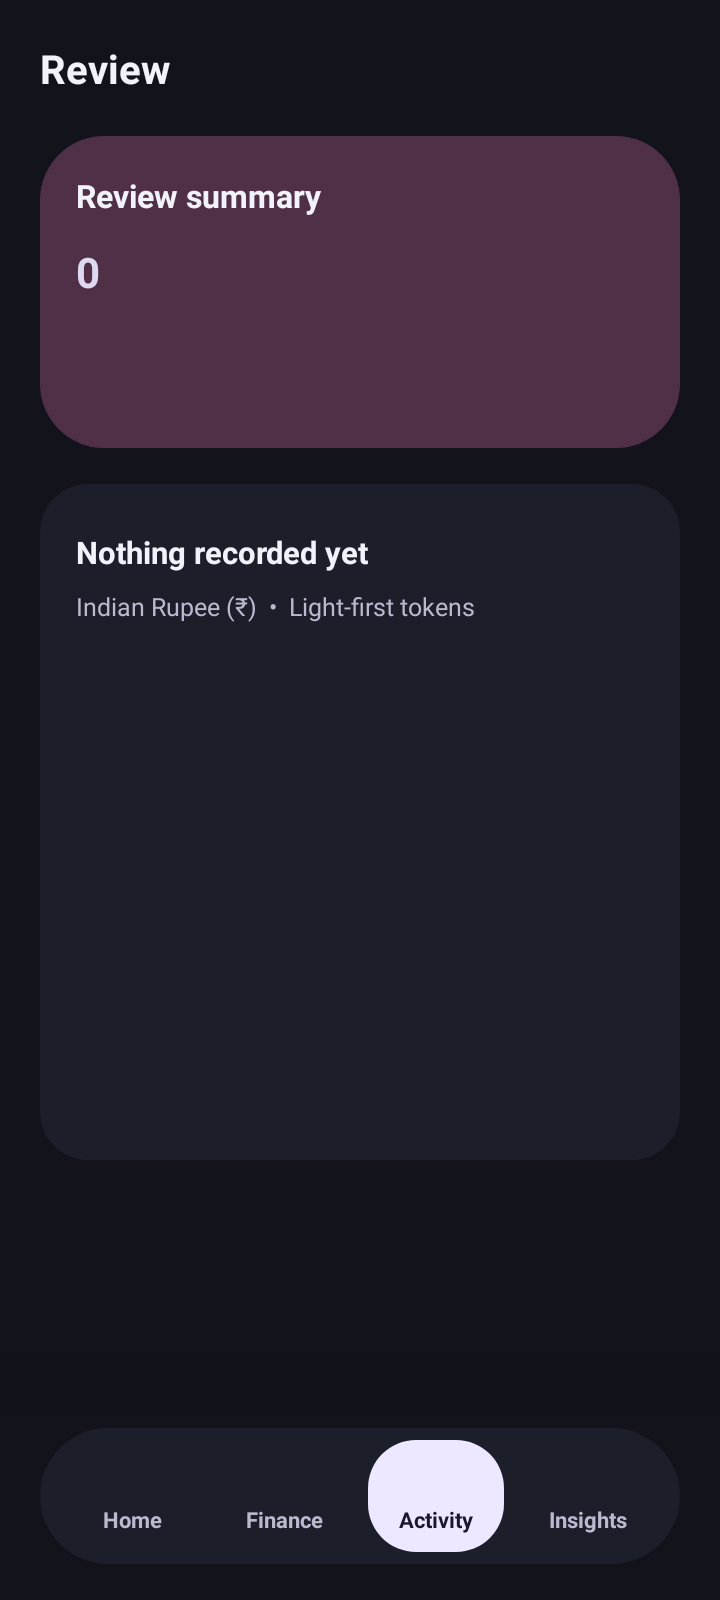 Review
Review summary
0
Nothing recorded yet
Indian Rupee (₹) • Light-first tokens
Home
Finance
Activity
Insights